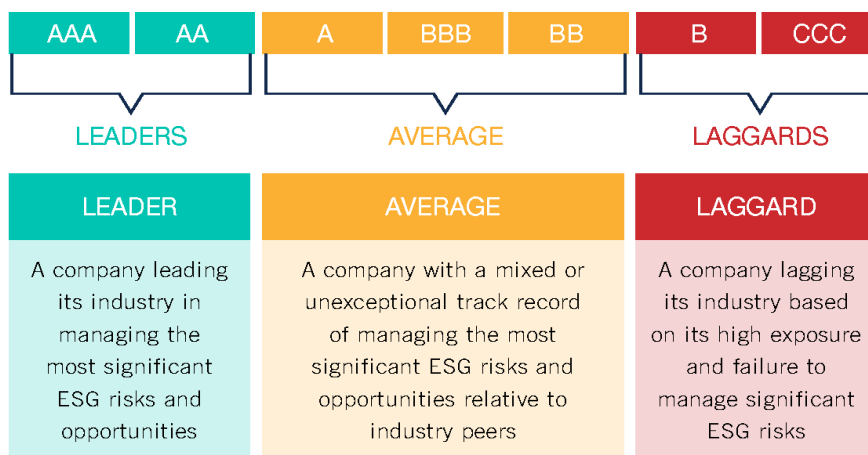 AAA AA A BBB BB B CCC
LEADERS AVERAGE LAGGARDS
LEADER
A company leading
its industry in
managing the
most significant
ESG risks and
opportunities
AVERAGE
A company with a mixed or
unexceptional track record
of managing the most
significant ESG risks and
opportunities relative to
industry peers
LAGGARD
A company lagging
its industry based
on its high exposure
and failure to
manage significant
ESG risks